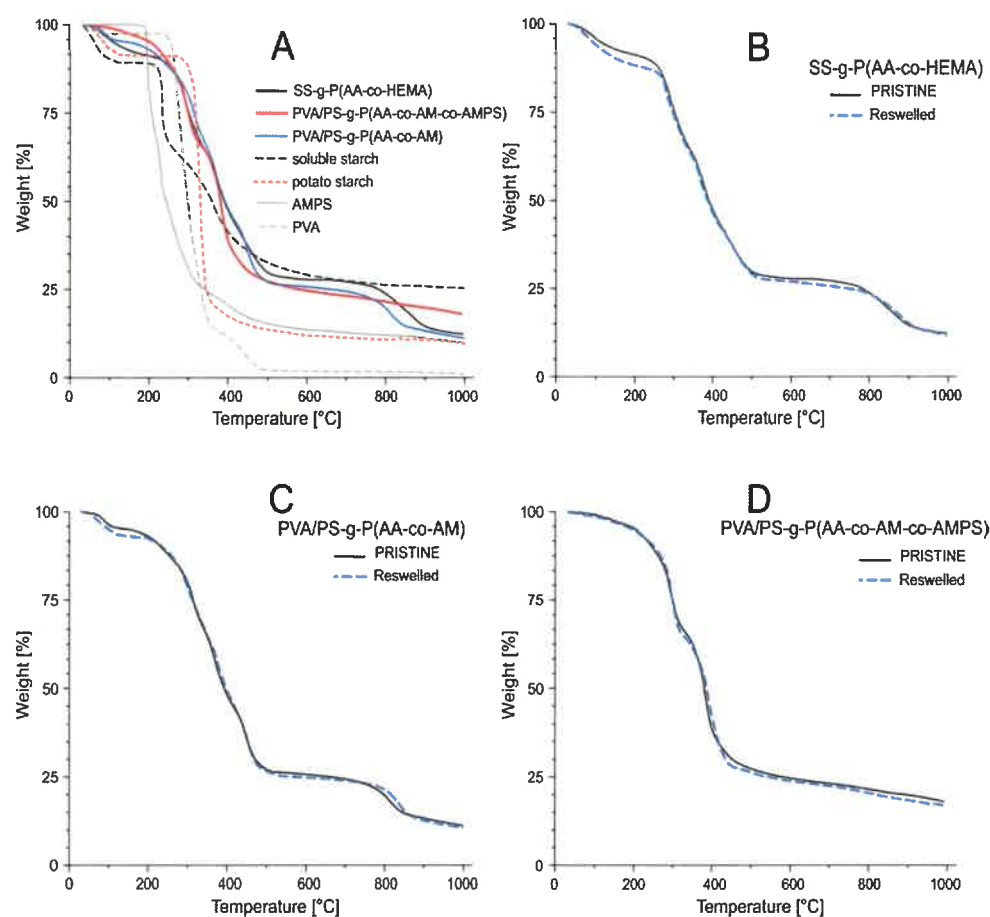 A
Weight [%]
100
75
50
25
0
SS-g-P(AA-co-HEMA)
PVA/PS-g-P(AA-co-AM-co-AMPS)
PVA/PS-g-P(AA-co-AM)
soluble starch
potato starch
AMPS
PVA
0 200 400 600 800 1000
Temperature [°C]
B
SS-g-P(AA-co-HEMA)
PRISTINE
Reswelled
Weight [%]
100
75
50
25
0
0 200 400 600 800 1000
Temperature [°C]
C
PVA/PS-g-P(AA-co-AM)
PRISTINE
Reswelled
Weight [%]
100
75
50
25
0
0 200 400 600 800 1000
Temperature [°C]
D
PVA/PS-g-P(AA-co-AM-co-AMPS)
PRISTINE
Reswelled
Weight [%]
100
75
50
25
0
0 200 400 600 800 1000
Temperature [°C]